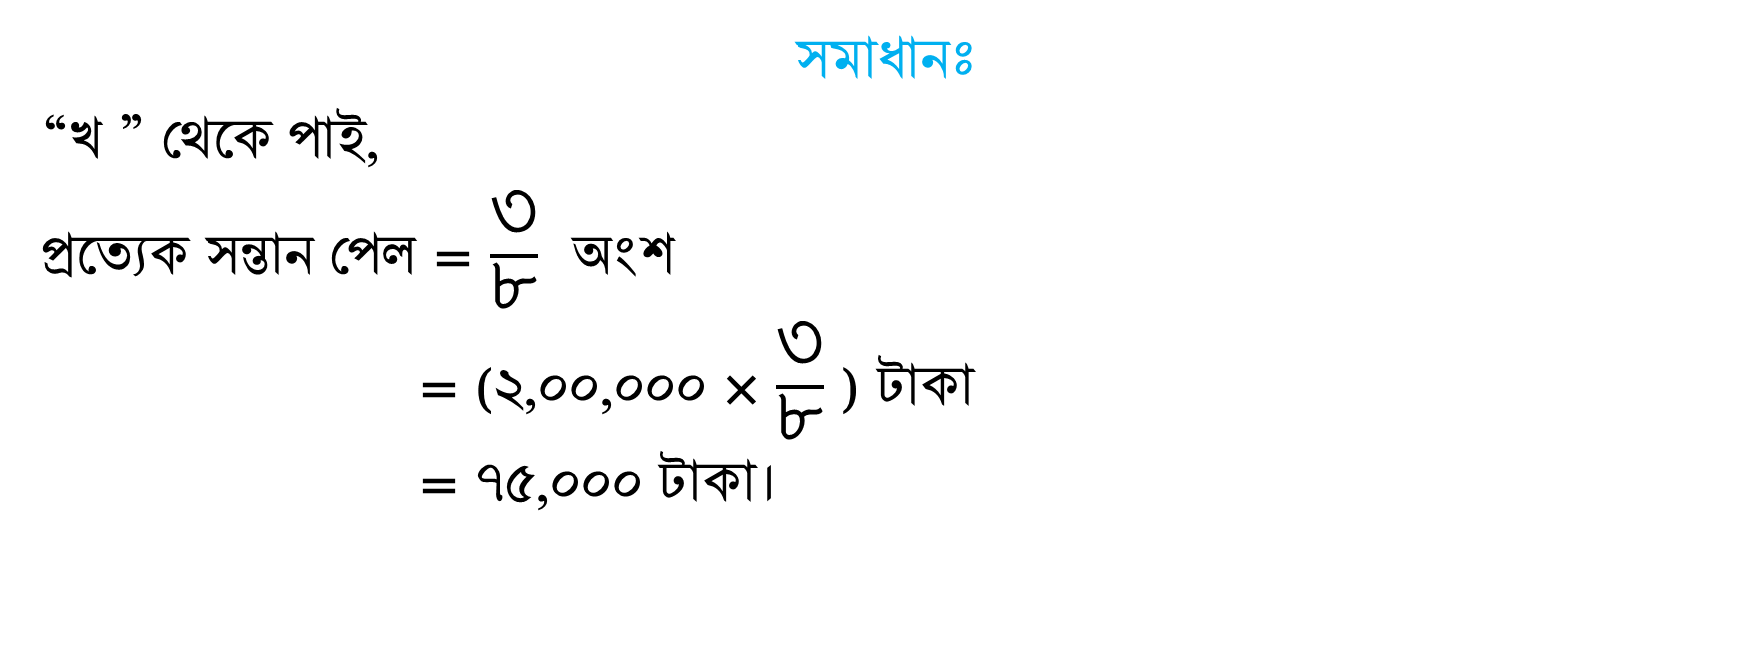 সমাধানঃ
“খ ” থেকে পাই,
প্রত্যেক সন্তান পেল = ৩/৮ অংশ
= (২,০০,০০০ × ৩/৮ ) টাকা
= ৭৫,০০০ টাকা।